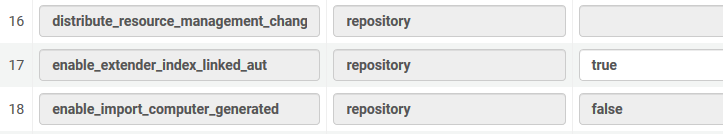 16 distribute_resource_management_chang repository
17 enable_extender_index_linked_aut repository true
18 enable_import_computer_generated repository false